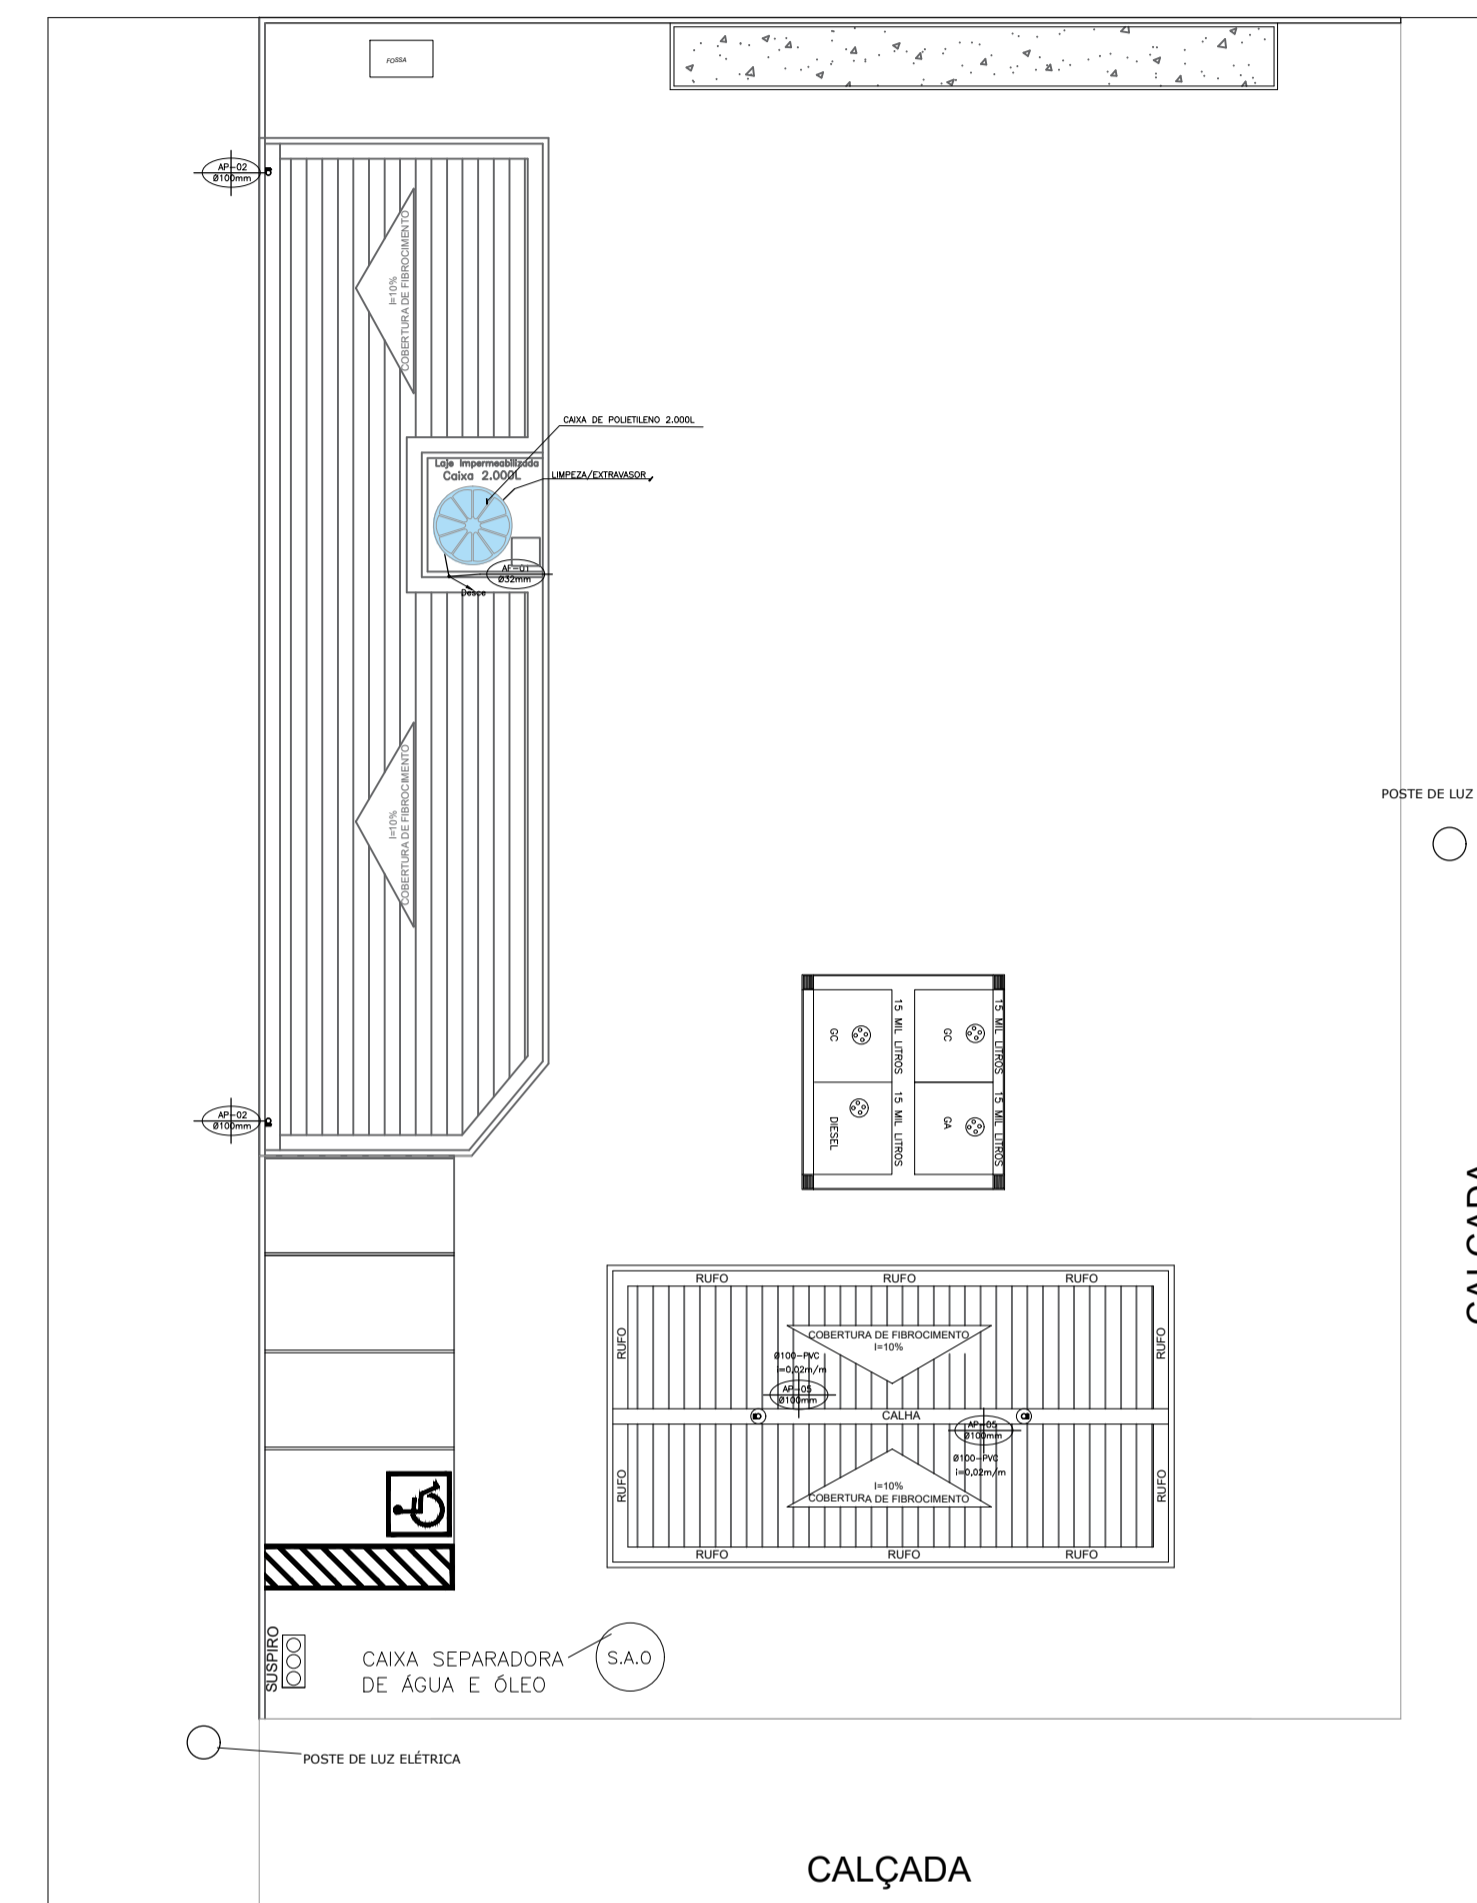 FOSSA
AP-02
Ø100mm
I=10%
COBERTURA DE FIBROCIMENTO
CAIXA DE POLIETILENO 2.000L
Laje Impermeabilizada
Caixa 2.000L
LIMPEZA/EXTRAVASOR
AF-01
Ø32mm
Desce
I=10%
COBERTURA DE FIBROCIMENTO
POSTE DE LUZ
GC
15 MIL LITROS
GC
15 MIL LITROS
DIESEL
15 MIL LITROS
GA
15 MIL LITROS
AP-02
Ø100mm
CALÇADA
RUFO
RUFO
RUFO
RUFO
RUFO
COBERTURA DE FIBROCIMENTO
I=10%
Ø100-PVC
i=0,02m/m
AP-05
Ø100mm
CALHA
AP-05
Ø100mm
Ø100-PVC
i=0,02m/m
I=10%
COBERTURA DE FIBROCIMENTO
RUFO
RUFO
RUFO
RUFO
RUFO
SUSPIRO
CAIXA SEPARADORA
DE ÁGUA E ÓLEO
S.A.O
POSTE DE LUZ ELÉTRICA
CALÇADA